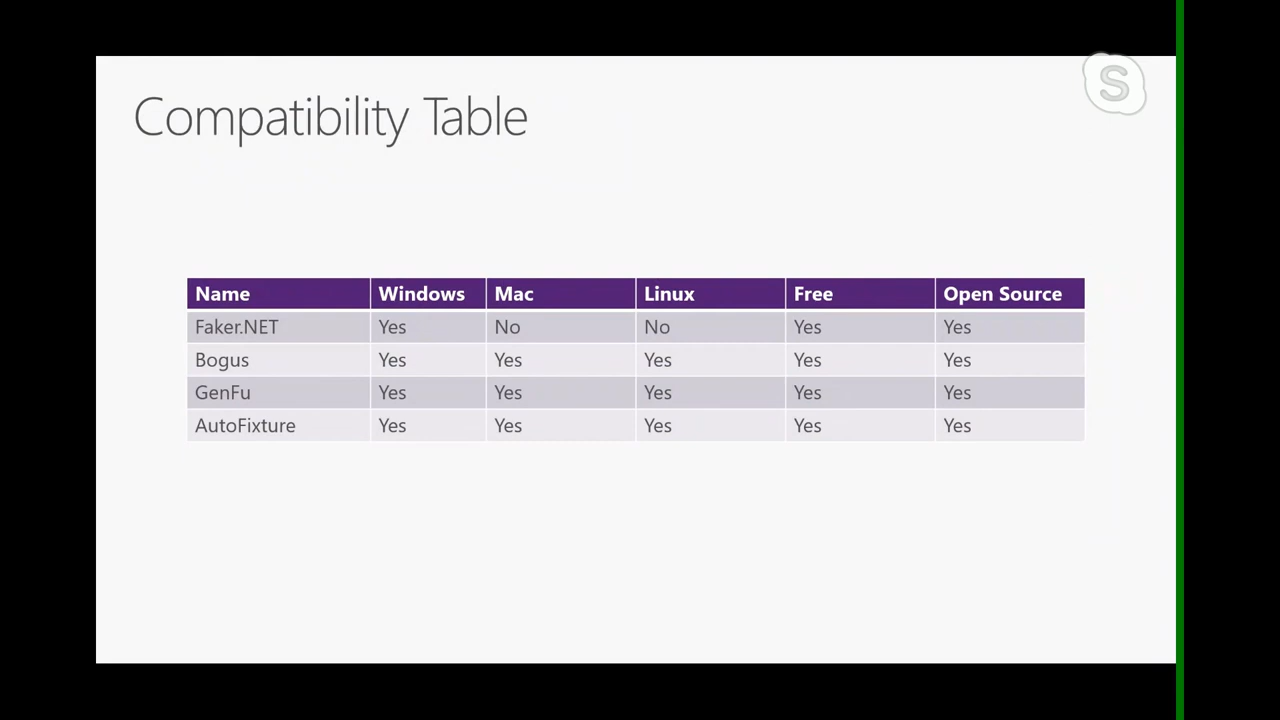 S
Compatibility Table
Name Windows Mac Linux Free Open Source
Faker.NET Yes No No Yes Yes
Bogus Yes Yes Yes Yes Yes
GenFu Yes Yes Yes Yes Yes
AutoFixture Yes Yes Yes Yes Yes